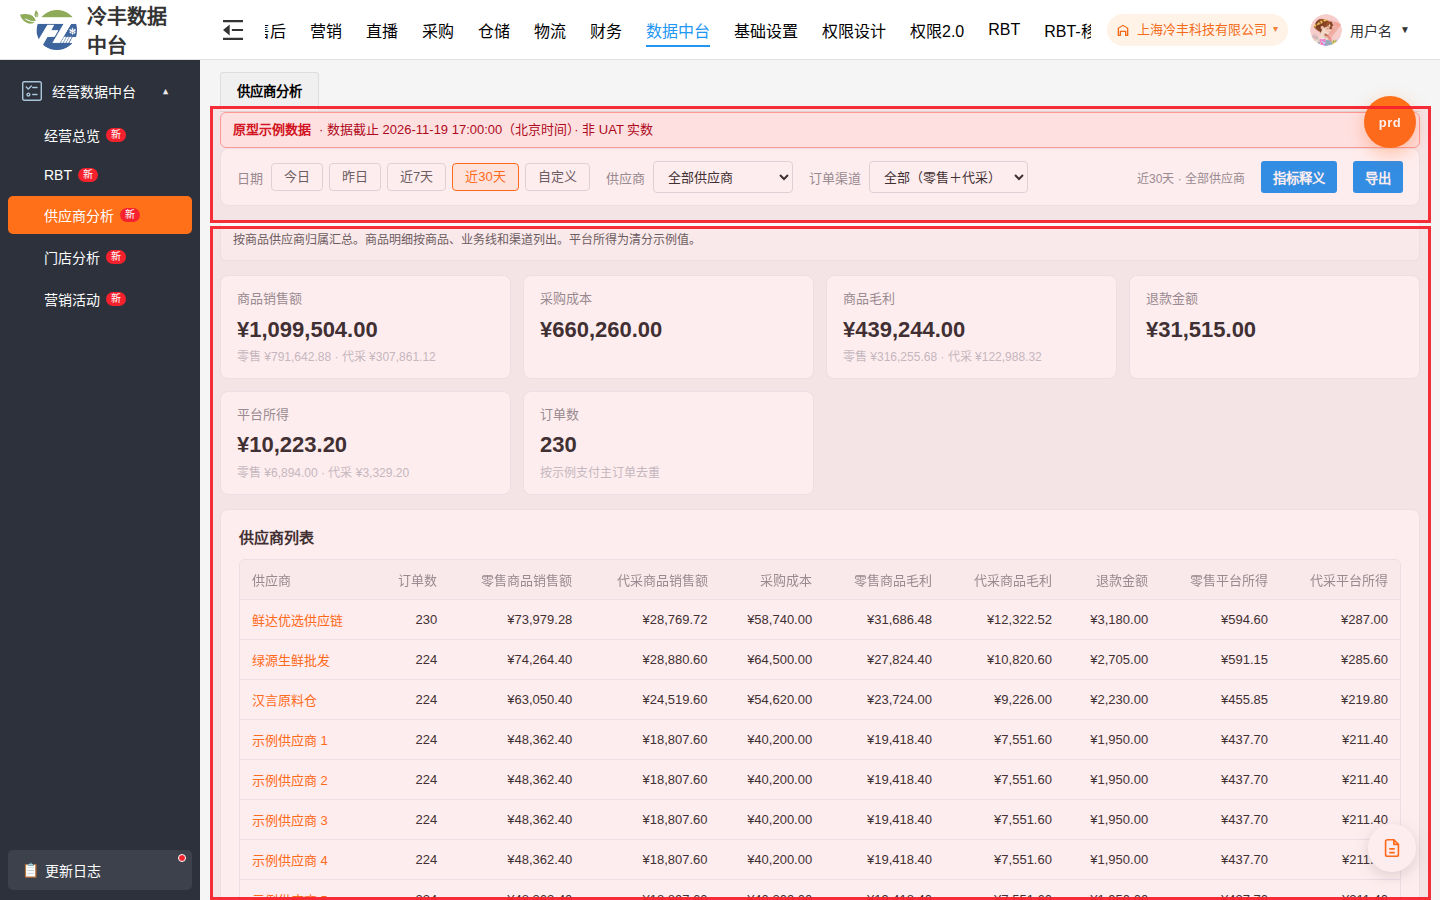 冷丰数据
中台
售后 营销 直播 采购 仓储 物流 财务 数据中台 基础设置 权限设计 权限2.0 RBT RBT-移
上海冷丰科技有限公司
用户名
经营数据中台
经营总览 新
RBT 新
供应商分析 新
门店分析 新
营销活动 新
更新日志
供应商分析
原型示例数据 · 数据截止 2026-11-19 17:00:00（北京时间）· 非 UAT 实数
prd
日期 今日 昨日 近7天 近30天 自定义 供应商 全部供应商 订单渠道 全部（零售＋代采） 近30天 · 全部供应商 指标释义 导出
按商品供应商归属汇总。商品明细按商品、业务线和渠道列出。平台所得为清分示例值。
商品销售额
¥1,099,504.00
零售 ¥791,642.88 · 代采 ¥307,861.12
采购成本
¥660,260.00
商品毛利
¥439,244.00
零售 ¥316,255.68 · 代采 ¥122,988.32
退款金额
¥31,515.00
平台所得
¥10,223.20
零售 ¥6,894.00 · 代采 ¥3,329.20
订单数
230
按示例支付主订单去重
供应商列表
供应商 订单数 零售商品销售额 代采商品销售额 采购成本 零售商品毛利 代采商品毛利 退款金额 零售平台所得 代采平台所得
鲜达优选供应链 230 ¥73,979.28 ¥28,769.72 ¥58,740.00 ¥31,686.48 ¥12,322.52 ¥3,180.00 ¥594.60 ¥287.00
绿源生鲜批发 224 ¥74,264.40 ¥28,880.60 ¥64,500.00 ¥27,824.40 ¥10,820.60 ¥2,705.00 ¥591.15 ¥285.60
汉言原料仓 224 ¥63,050.40 ¥24,519.60 ¥54,620.00 ¥23,724.00 ¥9,226.00 ¥2,230.00 ¥455.85 ¥219.80
示例供应商 1 224 ¥48,362.40 ¥18,807.60 ¥40,200.00 ¥19,418.40 ¥7,551.60 ¥1,950.00 ¥437.70 ¥211.40
示例供应商 2 224 ¥48,362.40 ¥18,807.60 ¥40,200.00 ¥19,418.40 ¥7,551.60 ¥1,950.00 ¥437.70 ¥211.40
示例供应商 3 224 ¥48,362.40 ¥18,807.60 ¥40,200.00 ¥19,418.40 ¥7,551.60 ¥1,950.00 ¥437.70 ¥211.40
示例供应商 4 224 ¥48,362.40 ¥18,807.60 ¥40,200.00 ¥19,418.40 ¥7,551.60 ¥1,950.00 ¥437.70 ¥211.